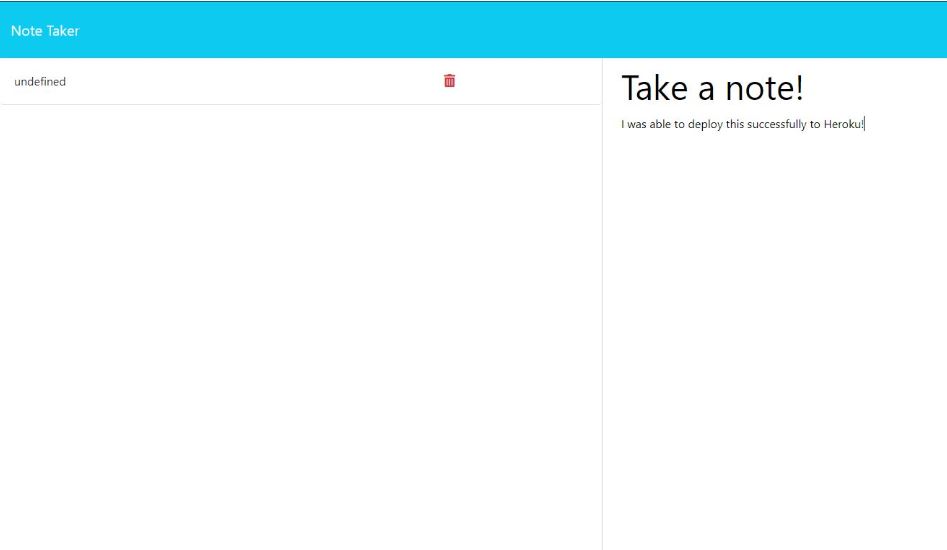 Note Taker
undefined
Take a note!
I was able to deploy this successfully to Heroku!